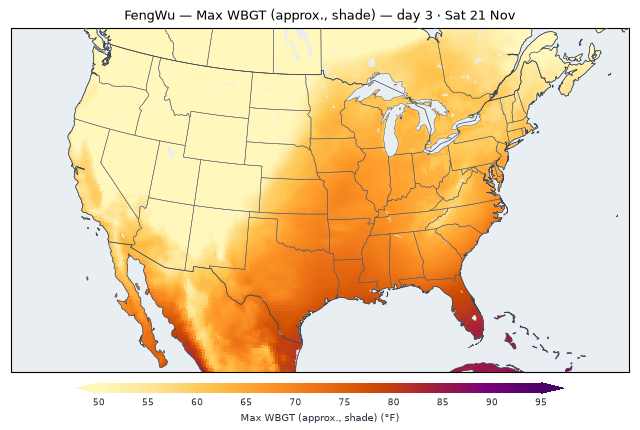 FengWu — Max WBGT (approx., shade) — day 3 · Sat 21 Nov
50 55 60 65 70 75 80 85 90 95
Max WBGT (approx., shade) (°F)